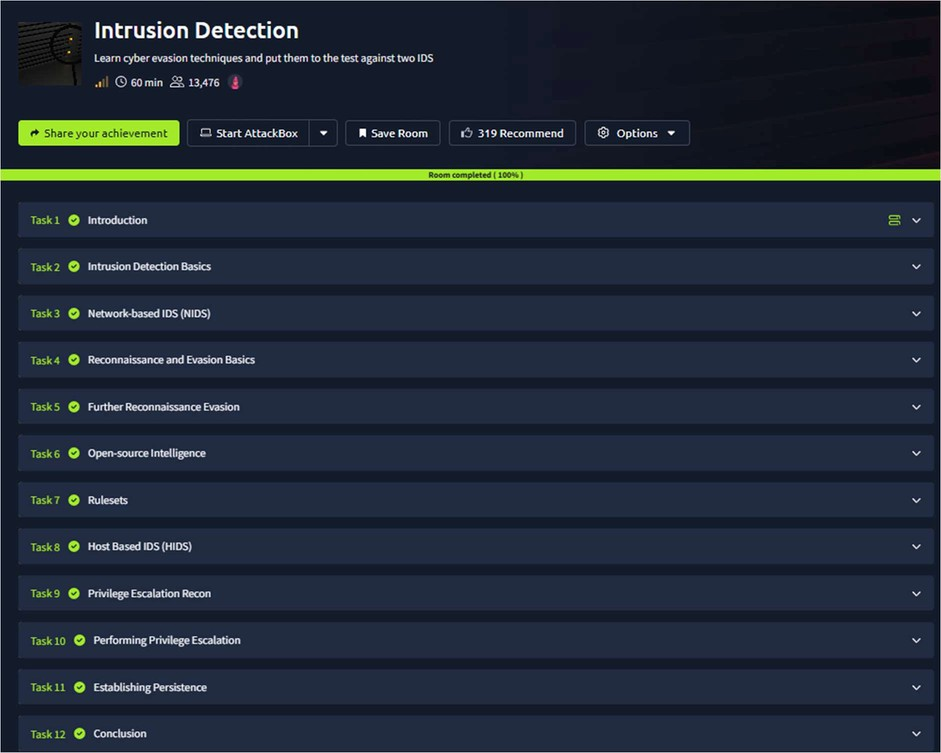 Intrusion Detection
Learn cyber evasion techniques and put them to the test against two IDS
60 min 13,476
Share your achievement Start AttackBox Save Room 319 Recommend Options
Room completed ( 100% )
Task 1 Introduction
Task 2 Intrusion Detection Basics
Task 3 Network-based IDS (NIDS)
Task 4 Reconnaissance and Evasion Basics
Task 5 Further Reconnaissance Evasion
Task 6 Open-source Intelligence
Task 7 Rulesets
Task 8 Host Based IDS (HIDS)
Task 9 Privilege Escalation Recon
Task 10 Performing Privilege Escalation
Task 11 Establishing Persistence
Task 12 Conclusion